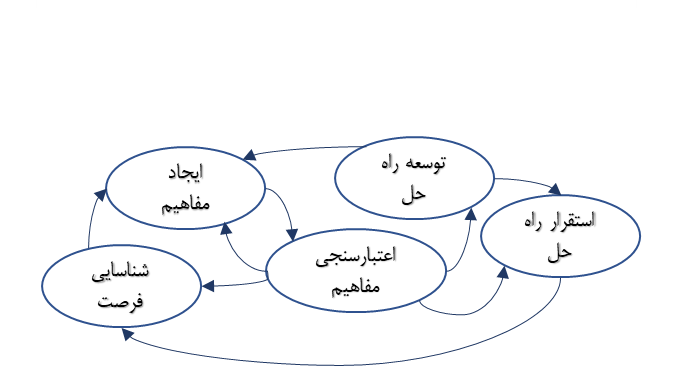 ایجاد
مفاهیم
توسعه راه
حل
استقرار راه
حل
اعتبارسنجی
مفاهیم
شناسایی
فرصت